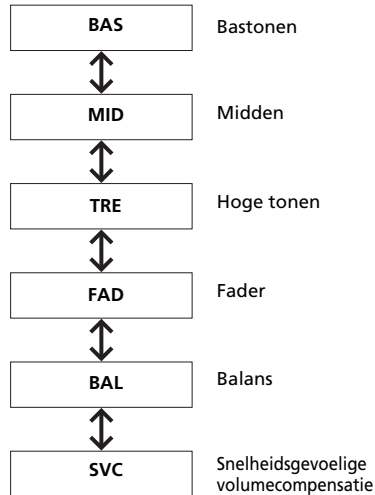 BAS Bastonen
MID Midden
TRE Hoge tonen
FAD Fader
BAL Balans
SVC Snelheidsgevoelige
volumecompensatie